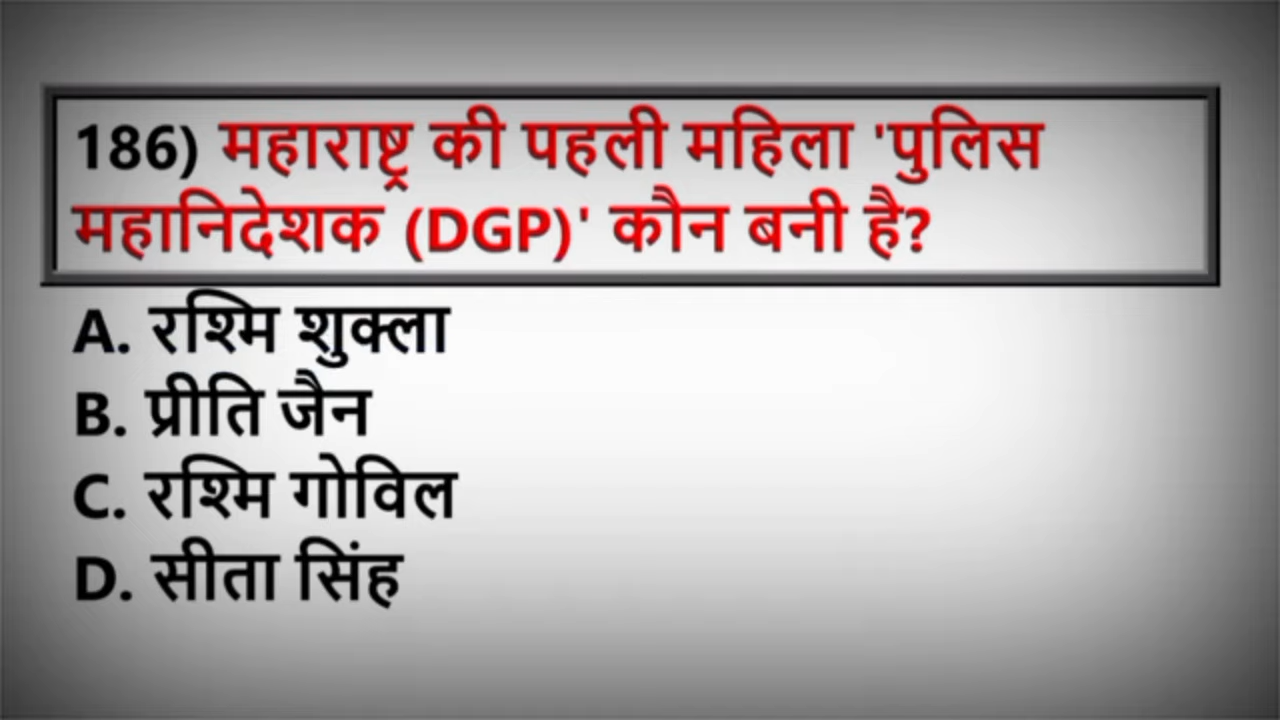 186) महाराष्ट्र की पहली महिला 'पुलिस
महानिदेशक (DGP)' कौन बनी है?
A. रश्मि शुक्ला
B. प्रीति जैन
C. रश्मि गोविल
D. सीता सिंह